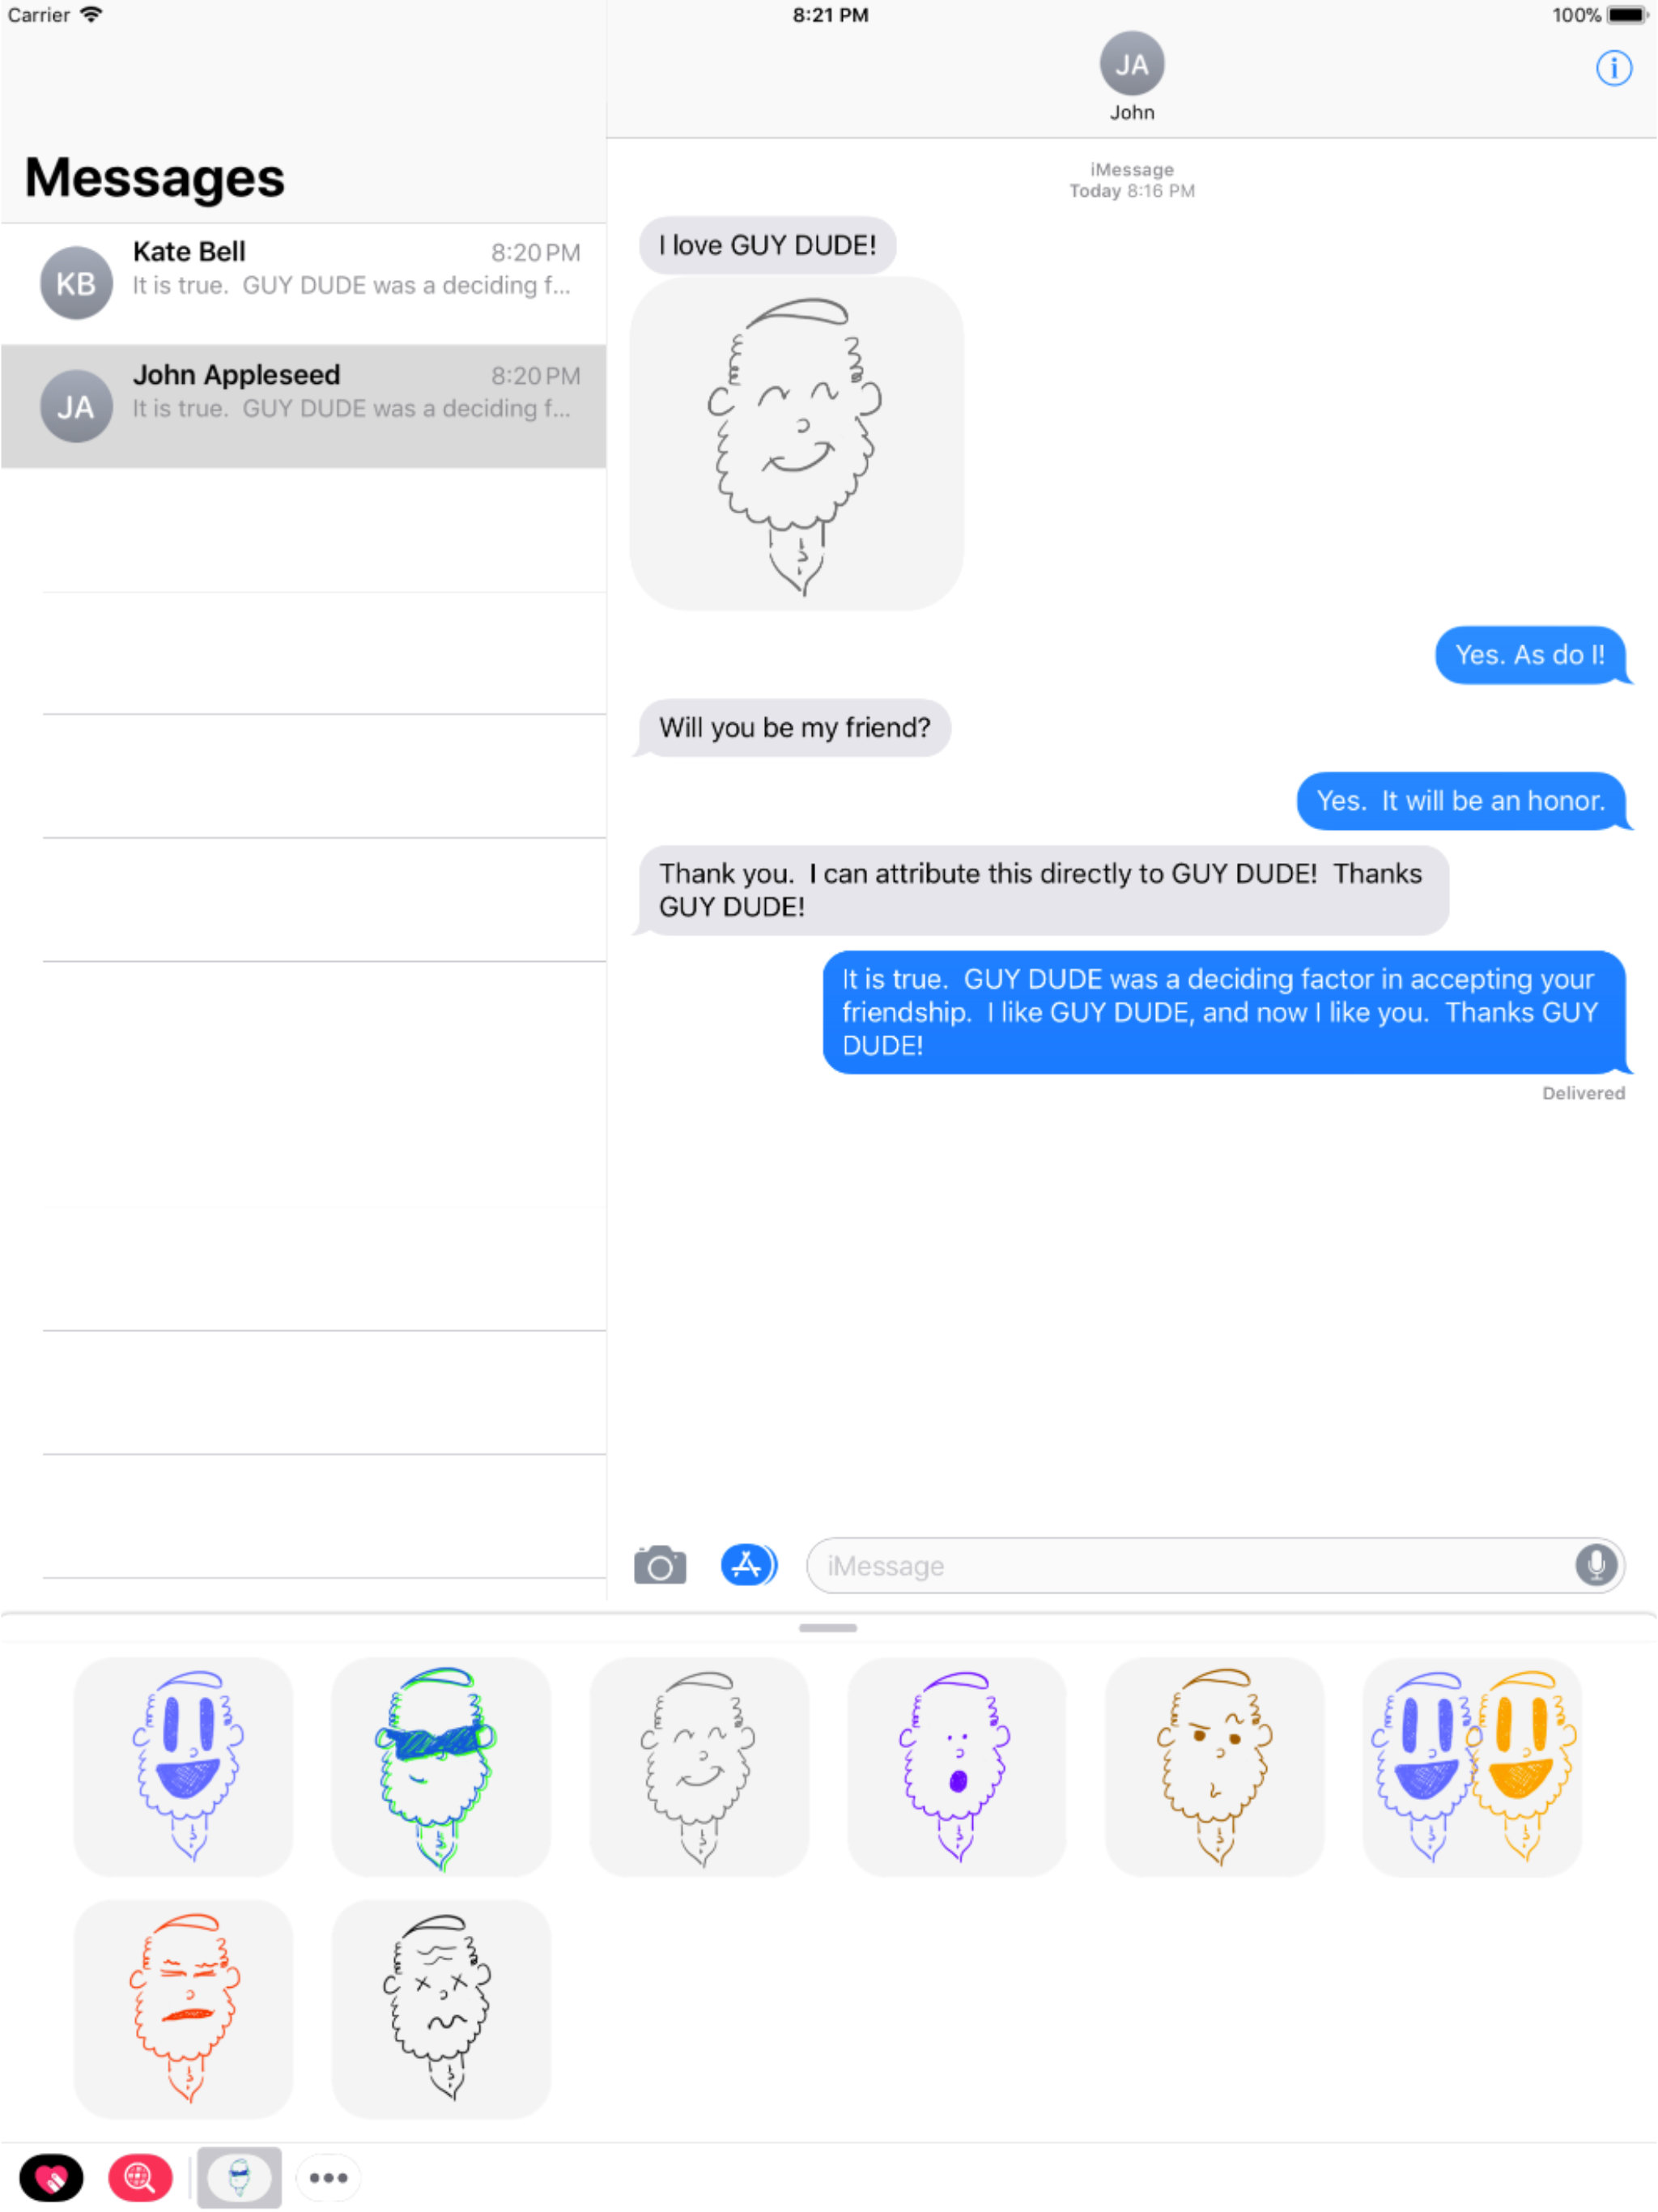 Carrier
8:21 PM
100%
JA
John
Messages
Kate Bell
8:20 PM
KB
It is true.  GUY DUDE was a deciding f...
John Appleseed
8:20 PM
JA
It is true.  GUY DUDE was a deciding f...
iMessage
Today 8:16 PM
I love GUY DUDE!
Yes. As do I!
Will you be my friend?
Yes.  It will be an honor.
Thank you.  I can attribute this directly to GUY DUDE!  Thanks
GUY DUDE!
It is true.  GUY DUDE was a deciding factor in accepting your
friendship.  I like GUY DUDE, and now I like you.  Thanks GUY
DUDE!
Delivered
iMessage